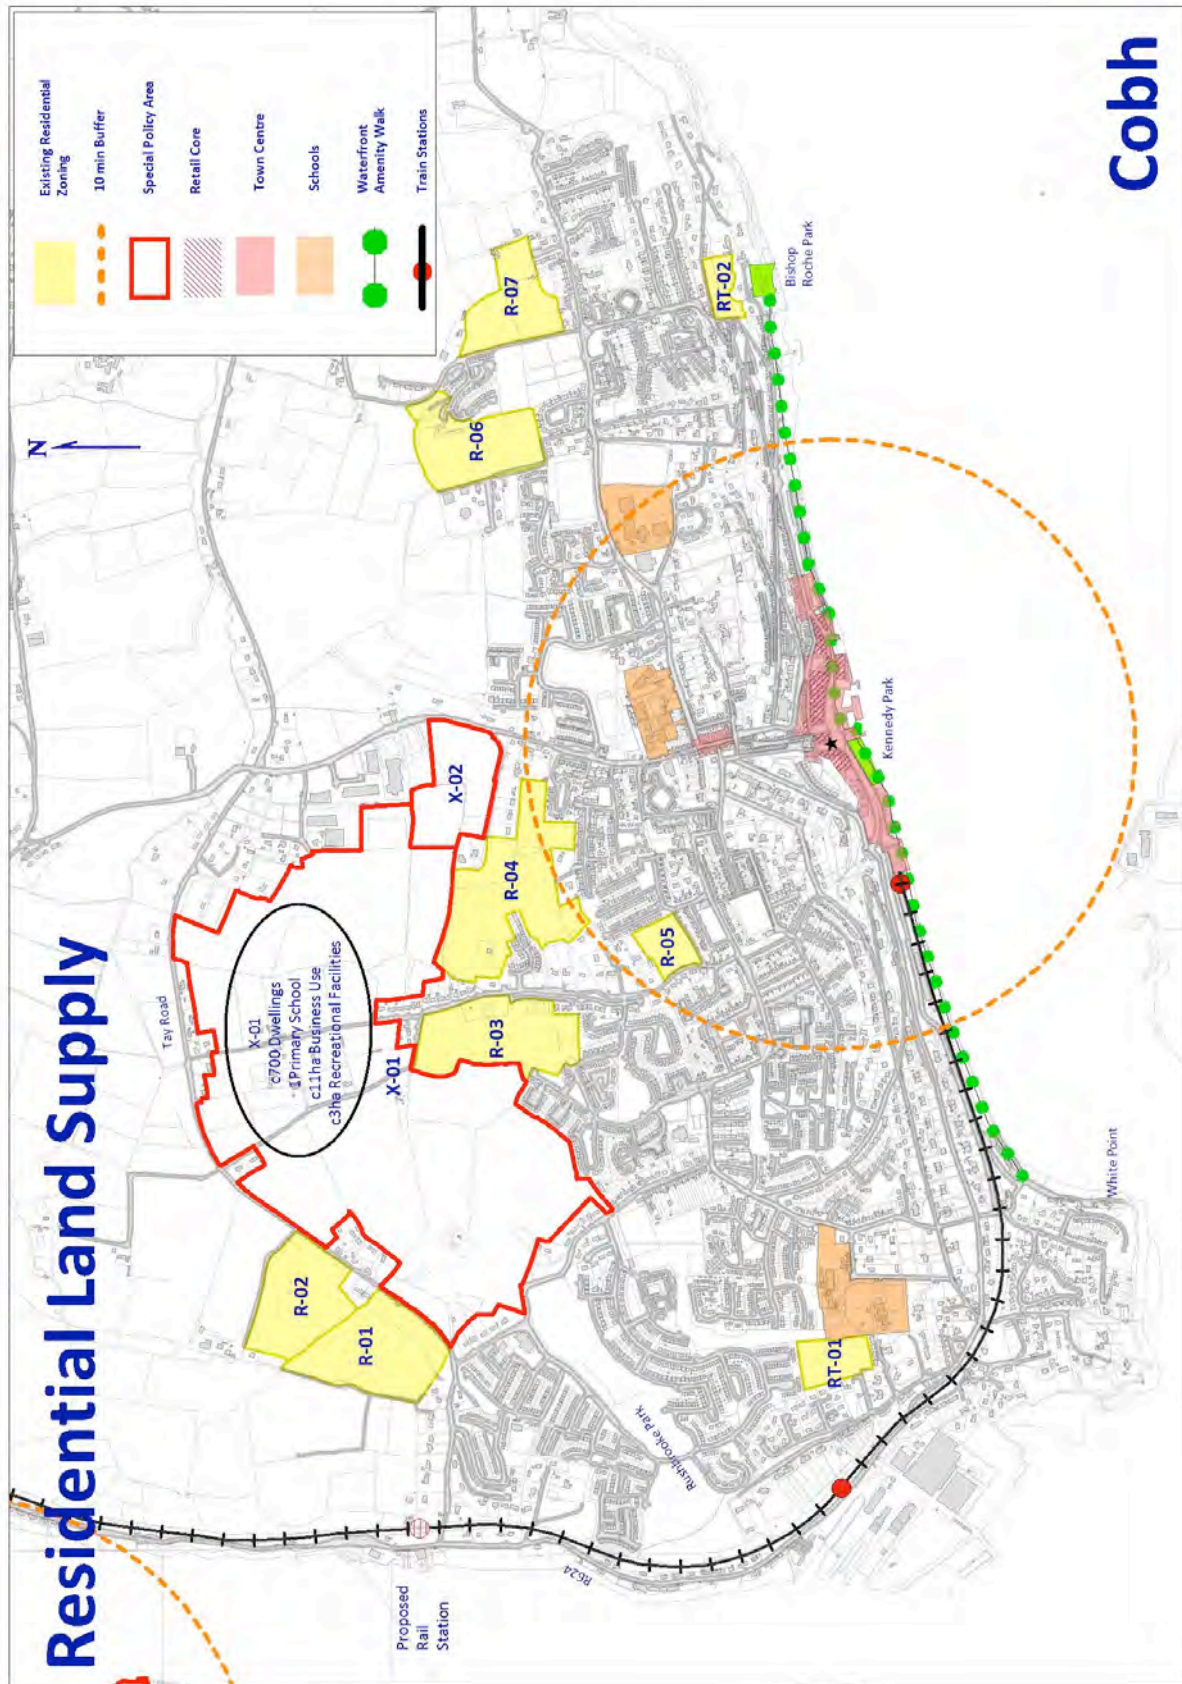 Residential Land Supply
Cobh
N
Existing Residential
Zoning
10 min Buffer
Special Policy Area
Retail Core
Town Centre
Schools
Waterfront
Amenity Walk
Train Stations
Tay Road
X-01
c700 Dwellings
1Primary School
c11ha Business Use
c3ha Recreational Facilities
X-01
X-02
R-01
R-02
R-03
R-04
R-05
R-06
R-07
RT-01
RT-02
Proposed
Rail
Station
R624
Rushbrooke Park
White Point
Kennedy Park
Bishop
Roche Park